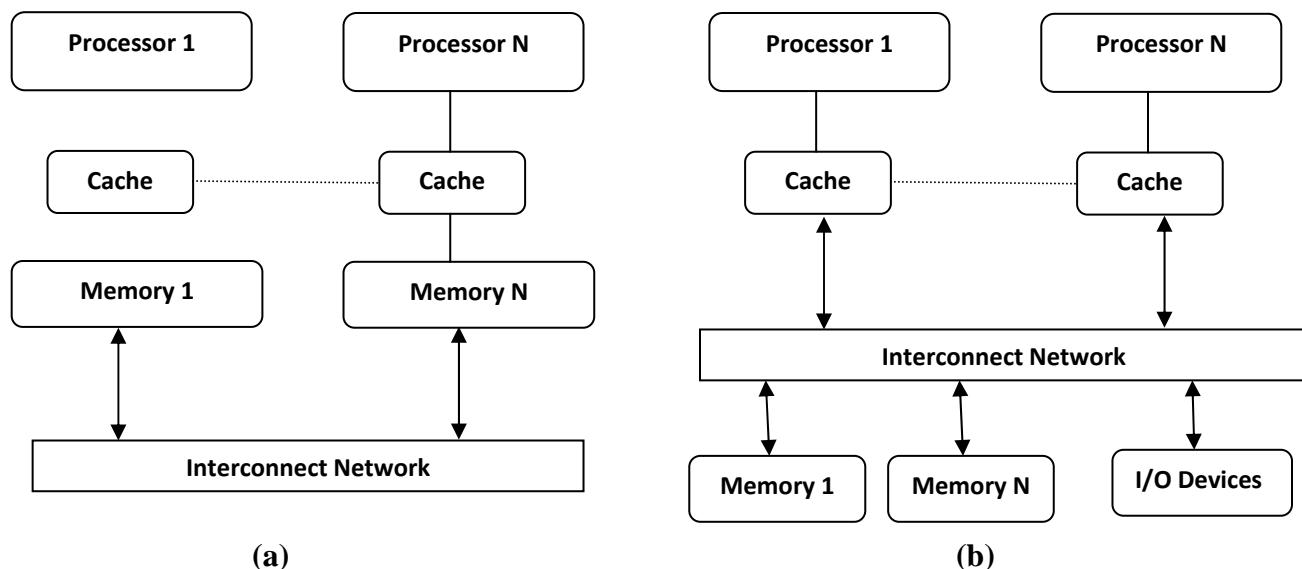 Processor 1
Processor N
Cache
Cache
Memory 1
Memory N
Interconnect Network
(a)
Processor 1
Processor N
Cache
Cache
Interconnect Network
Memory 1
Memory N
I/O Devices
(b)